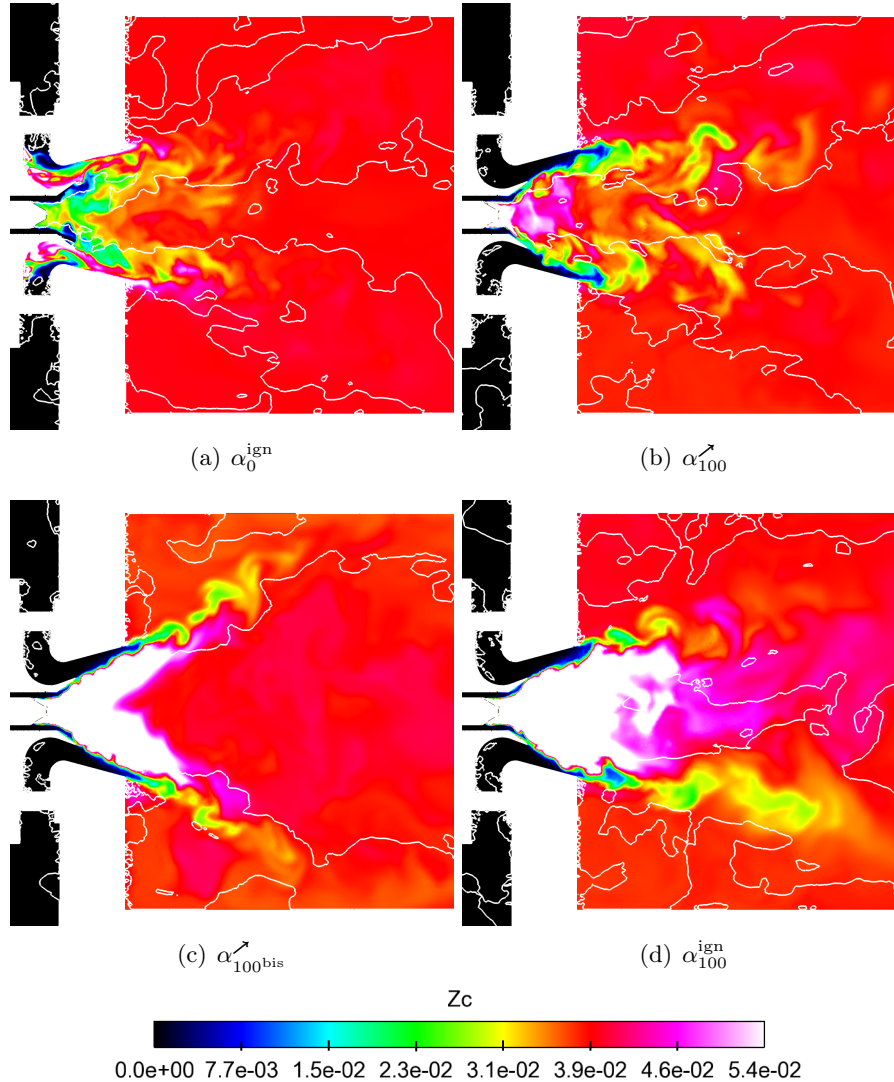 (a) α₀^ign
(b) α₁₀₀^↗
(c) α₁₀₀bis^↗
(d) α₁₀₀^ign
Zc
0.0e+00 7.7e-03 1.5e-02 2.3e-02 3.1e-02 3.9e-02 4.6e-02 5.4e-02